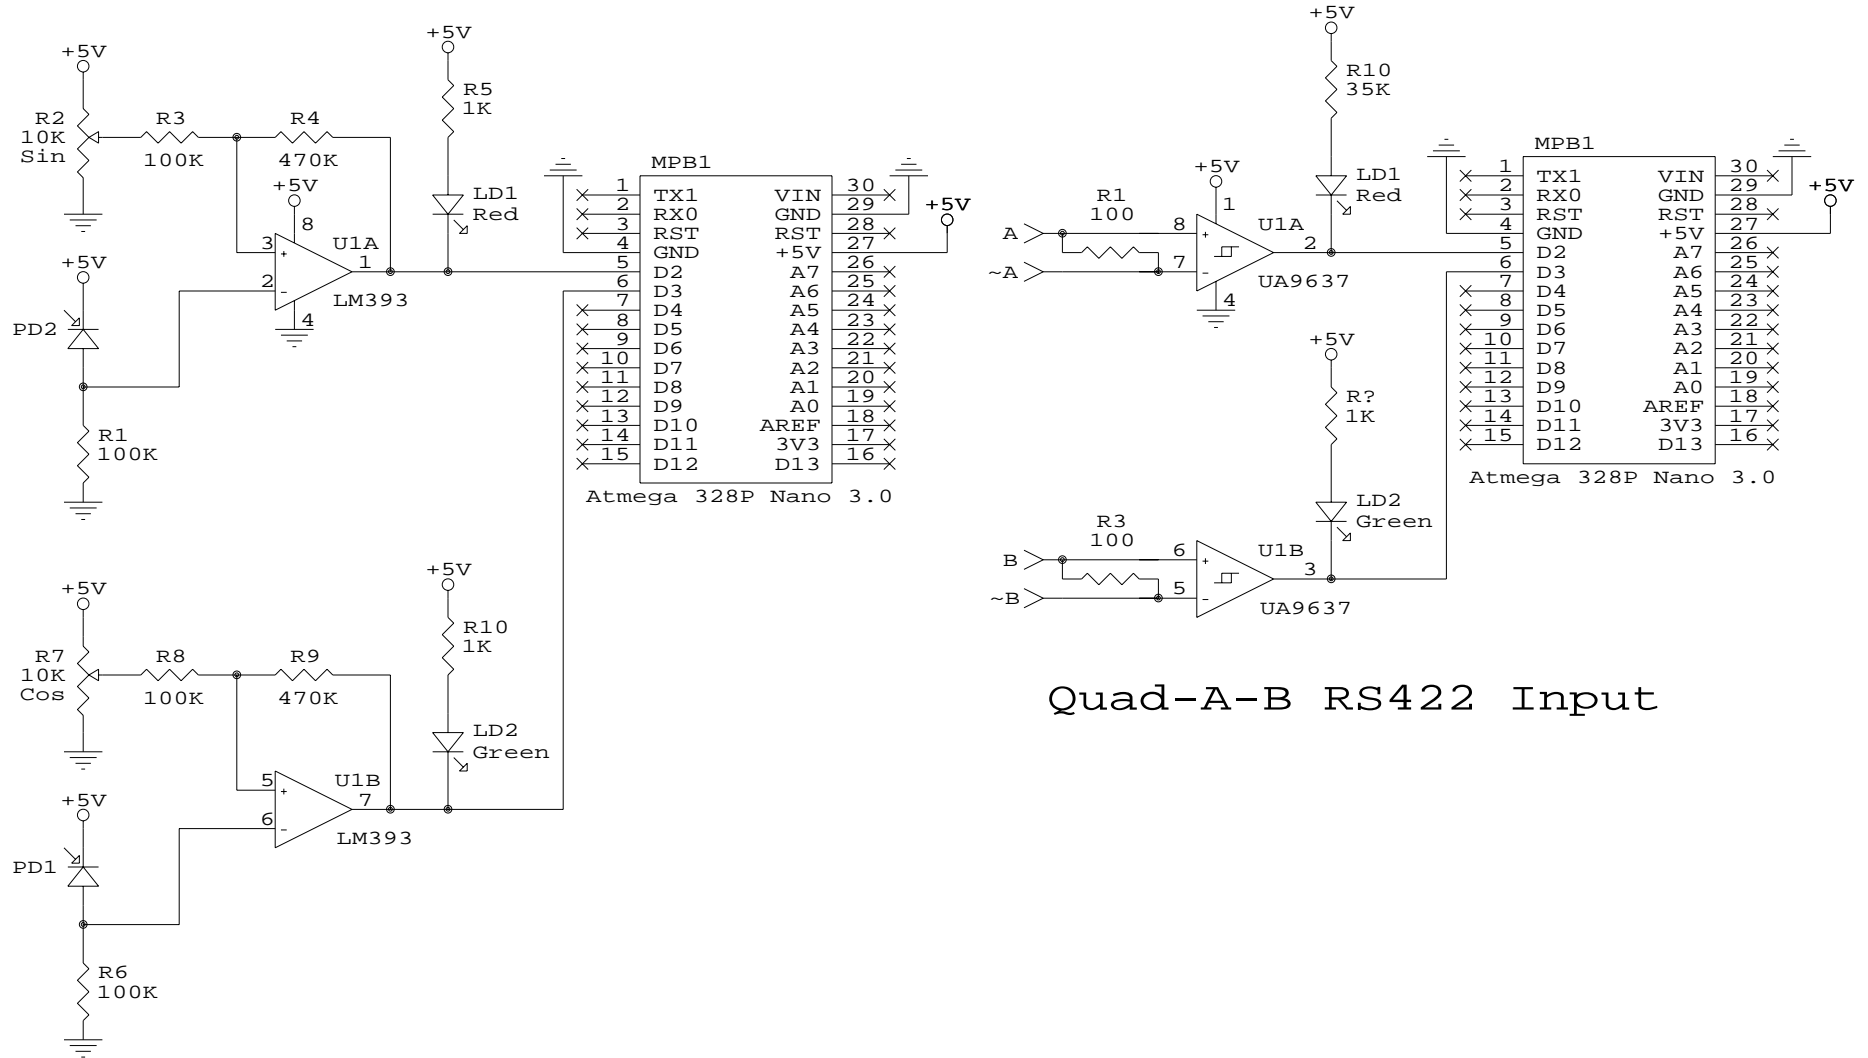 +5V
R2
10K
Sin
R3
100K
R4
470K
+5V
8
3
+
2
-
U1A
1
LM393
4
+5V
PD2
R1
100K
+5V
R5
1K
LD1
Red
MPB1
1 TX1 VIN 30
2 RX0 GND 29
3 RST RST 28
4 GND +5V 27
5 D2 A7 26
6 D3 A6 25
7 D4 A5 24
8 D5 A4 23
9 D6 A3 22
10 D7 A2 21
11 D8 A1 20
12 D9 A0 19
13 D10 AREF 18
14 D11 3V3 17
15 D12 D13 16
+5V
Atmega 328P Nano 3.0
+5V
R7
10K
Cos
R8
100K
R9
470K
5
+
6
-
U1B
7
LM393
+5V
PD1
R6
100K
+5V
R10
1K
LD2
Green
+5V
R10
35K
LD1
Red
+5V
1
R1
100
A
~A
8
+
7
-
U1A
2
UA9637
4
MPB1
1 TX1 VIN 30
2 RX0 GND 29
3 RST RST 28
4 GND +5V 27
5 D2 A7 26
6 D3 A6 25
7 D4 A5 24
8 D5 A4 23
9 D6 A3 22
10 D7 A2 21
11 D8 A1 20
12 D9 A0 19
13 D10 AREF 18
14 D11 3V3 17
15 D12 D13 16
+5V
Atmega 328P Nano 3.0
+5V
R?
1K
LD2
Green
R3
100
B
~B
6
+
5
-
U1B
3
UA9637
Quad-A-B RS422 Input